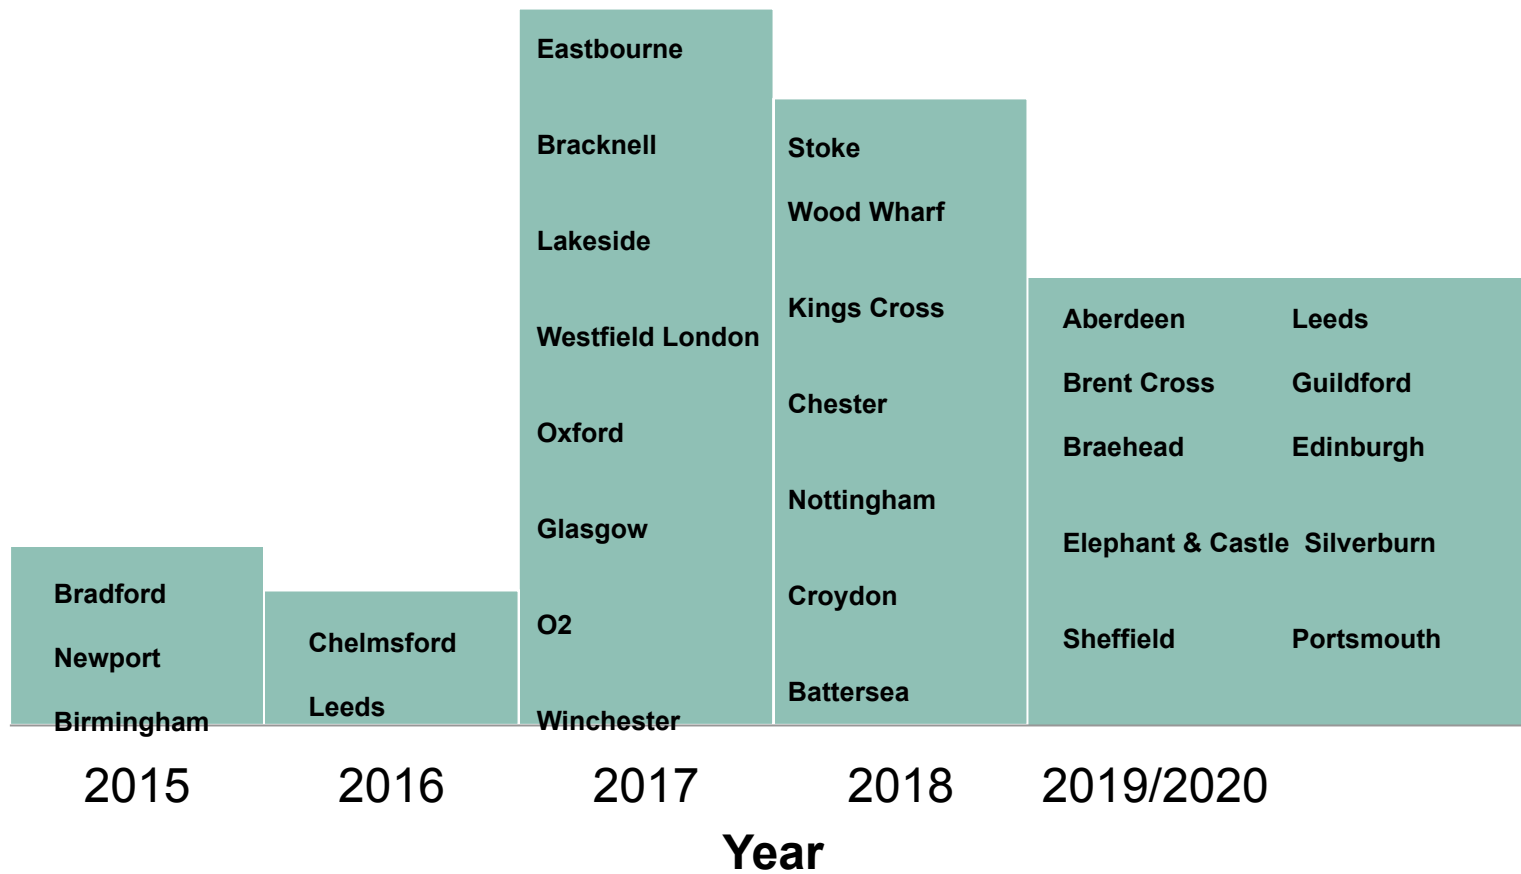 Eastbourne
Bracknell
Lakeside
Westfield London
Oxford
Glasgow
O2
Winchester
Stoke
Wood Wharf
Kings Cross
Chester
Nottingham
Croydon
Battersea
Aberdeen Leeds
Brent Cross Guildford
Braehead Edinburgh
Elephant & Castle Silverburn
Sheffield Portsmouth
Bradford
Newport
Birmingham
Chelmsford
Leeds
2015 2016 2017 2018 2019/2020
Year